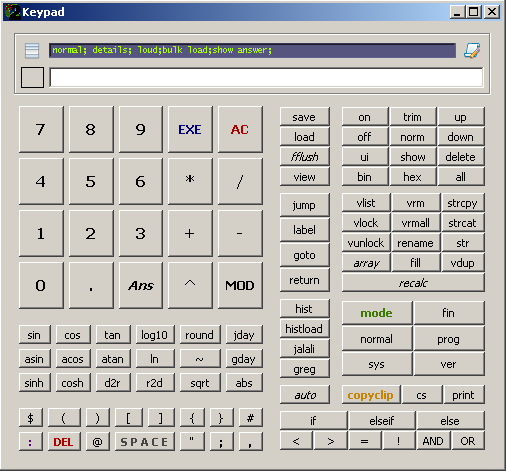 Keypad
normal; details; loud;bulk load;show answer;
7 8 9 EXE AC
4 5 6 * /
1 2 3 + -
0 . Ans ^ MOD
sin cos tan log10 round jday
asin acos atan ln ~ gday
sinh cosh d2r r2d sqrt abs
$ ( ) [ ] { } #
: DEL @ SPACE " ; ,
save
load
fflush
view
jump
label
goto
return
hist
histload
jalali
greg
auto
on trim up
off norm down
ui show delete
bin hex all
vlist vrm strcpy
vlock vrmall strcat
vunlock rename str
array fill vdup
recalc
mode fin
normal prog
sys ver
copyclip cs print
if elseif else
< > = ! AND OR